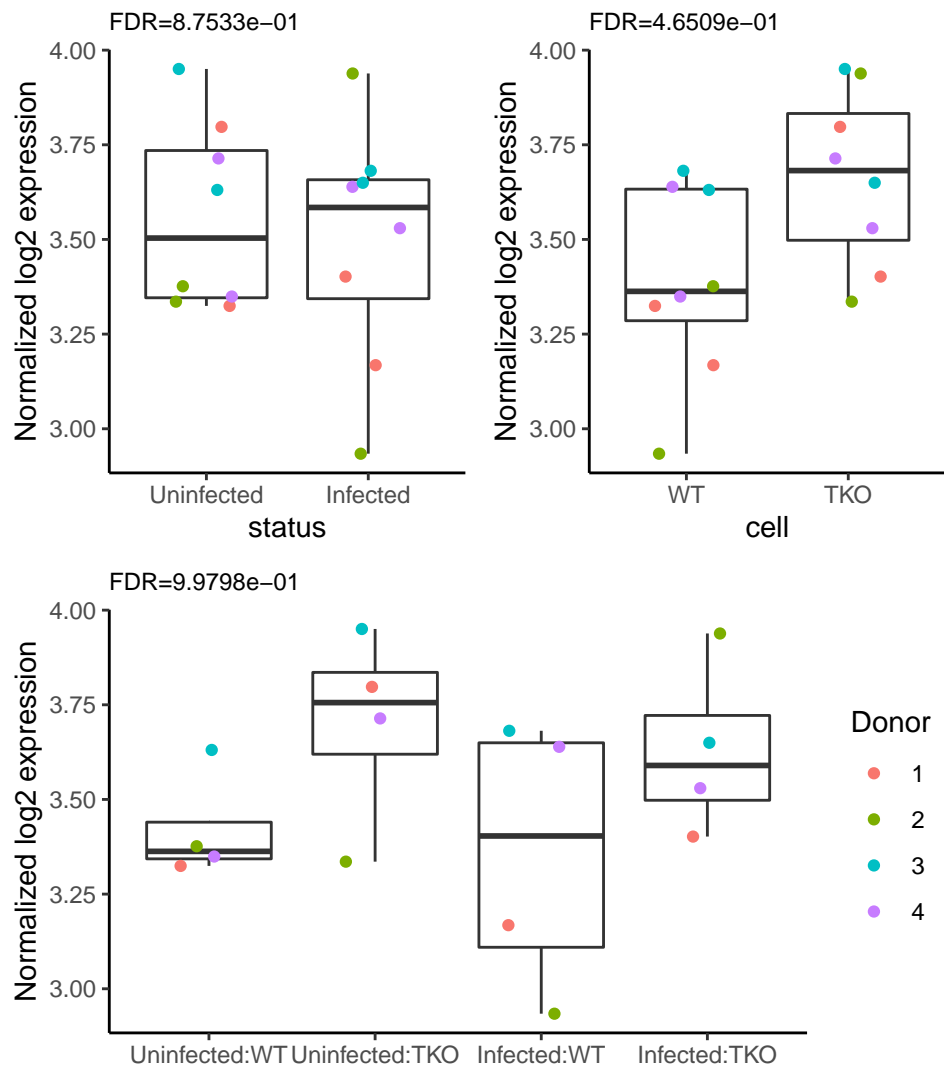 FDR=8.7533e−01
Normalized log2 expression
4.00
3.75
3.50
3.25
3.00
Uninfected Infected
status
FDR=4.6509e−01
Normalized log2 expression
4.00
3.75
3.50
3.25
3.00
WT TKO
cell
FDR=9.9798e−01
Normalized log2 expression
4.00
3.75
3.50
3.25
3.00
Uninfected:WT Uninfected:TKO Infected:WT Infected:TKO
Donor
1
2
3
4